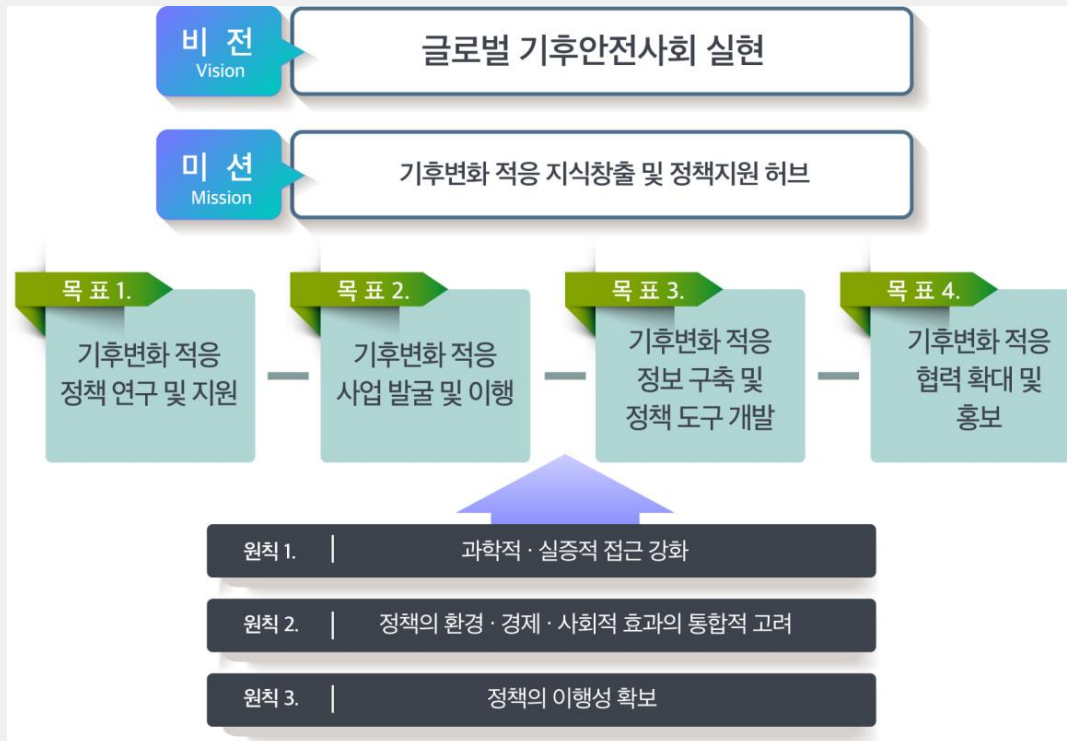 비 전
Vision
글로벌 기후안전사회 실현
미 션
Mission
기후변화 적응 지식창출 및 정책지원 허브
목 표 1.
기후변화 적응
정책 연구 및 지원
목 표 2.
기후변화 적응
사업 발굴 및 이행
목 표 3.
기후변화 적응
정보 구축 및
정책 도구 개발
목 표 4.
기후변화 적응
협력 확대 및
홍보
원칙 1. | 과학적 · 실증적 접근 강화
원칙 2. | 정책의 환경 · 경제 · 사회적 효과의 통합적 고려
원칙 3. | 정책의 이행성 확보